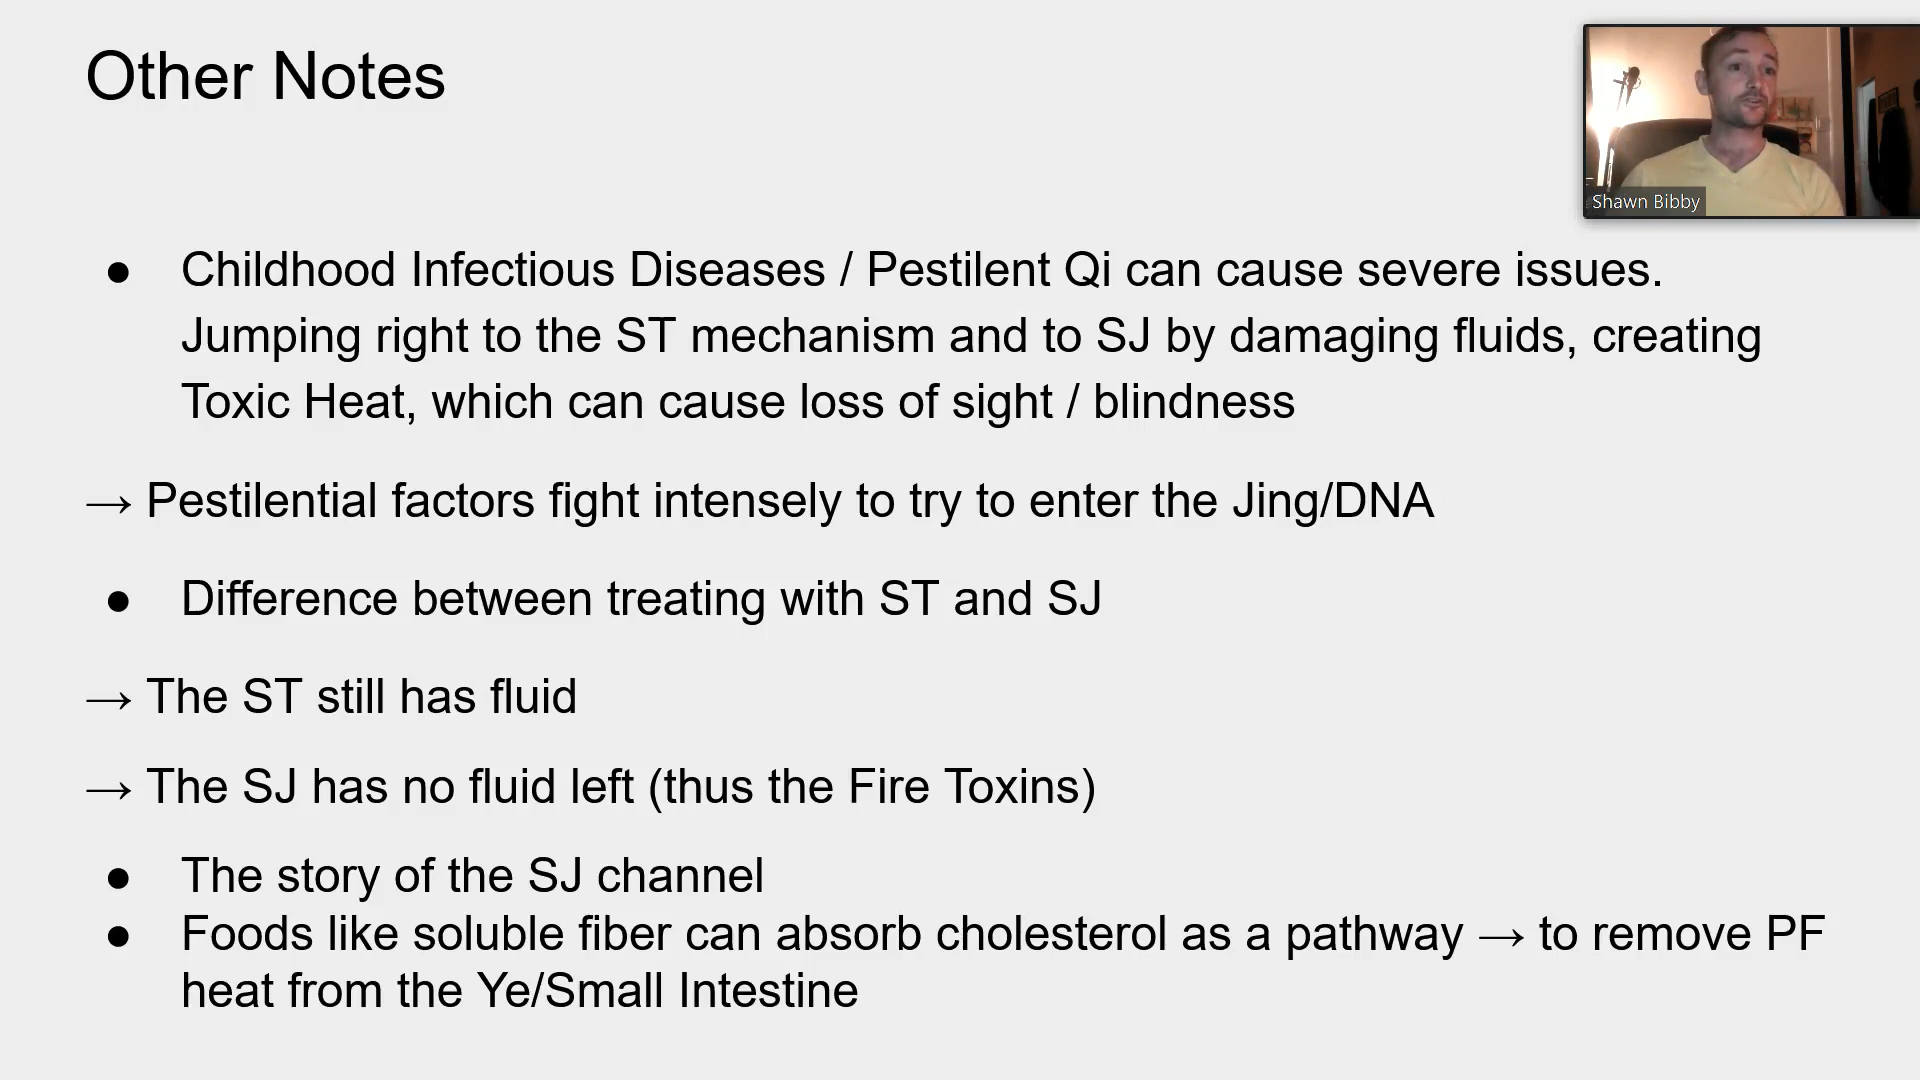 Other Notes
Shawn Bibby
● Childhood Infectious Diseases / Pestilent Qi can cause severe issues.
Jumping right to the ST mechanism and to SJ by damaging fluids, creating
Toxic Heat, which can cause loss of sight / blindness
→ Pestilential factors fight intensely to try to enter the Jing/DNA
● Difference between treating with ST and SJ
→ The ST still has fluid
→ The SJ has no fluid left (thus the Fire Toxins)
● The story of the SJ channel
● Foods like soluble fiber can absorb cholesterol as a pathway → to remove PF
heat from the Ye/Small Intestine